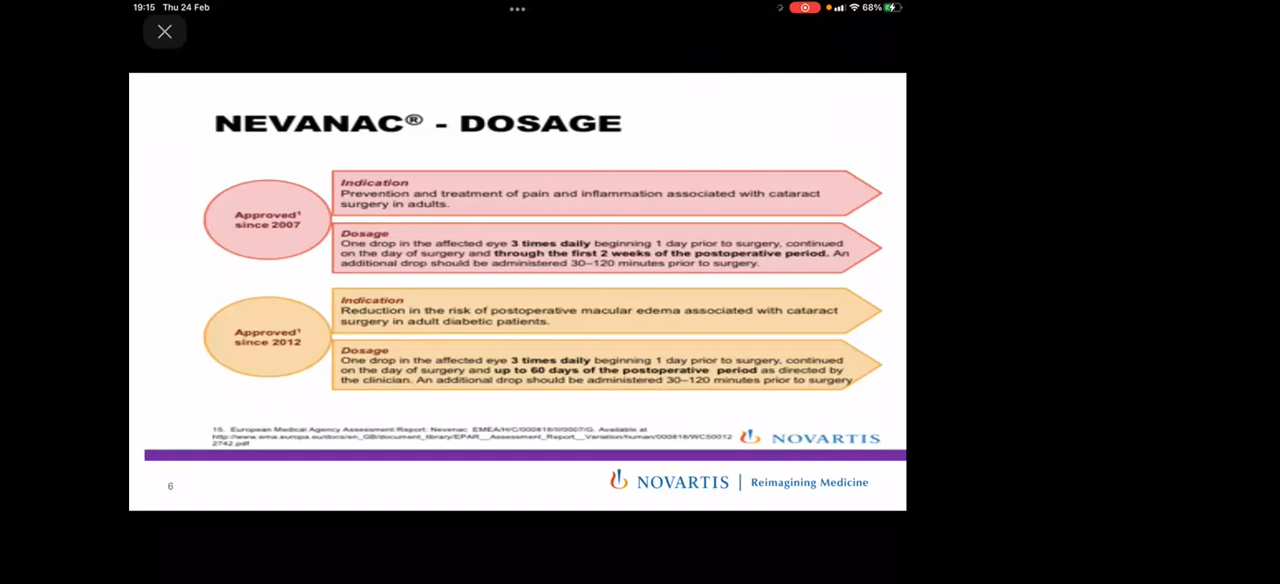 19:15 Thu 24 Feb
68%
NEVANAC® - DOSAGE
Approved¹
since 2007
Indication
Prevention and treatment of pain and inflammation associated with cataract
surgery in adults.
Dosage
One drop in the affected eye 3 times daily beginning 1 day prior to surgery, continued
on the day of surgery and through the first 2 weeks of the postoperative period. An
additional drop should be administered 30–120 minutes prior to surgery.
Approved¹
since 2012
Indication
Reduction in the risk of postoperative macular edema associated with cataract
surgery in adult diabetic patients.
Dosage
One drop in the affected eye 3 times daily beginning 1 day prior to surgery, continued
on the day of surgery and up to 60 days of the postoperative period as directed by
the clinician. An additional drop should be administered 30–120 minutes prior to surgery
15. European Medical Agency Assessment Report. Nevanac Available at
2742.pdf
NOVARTIS
6
NOVARTIS | Reimagining Medicine